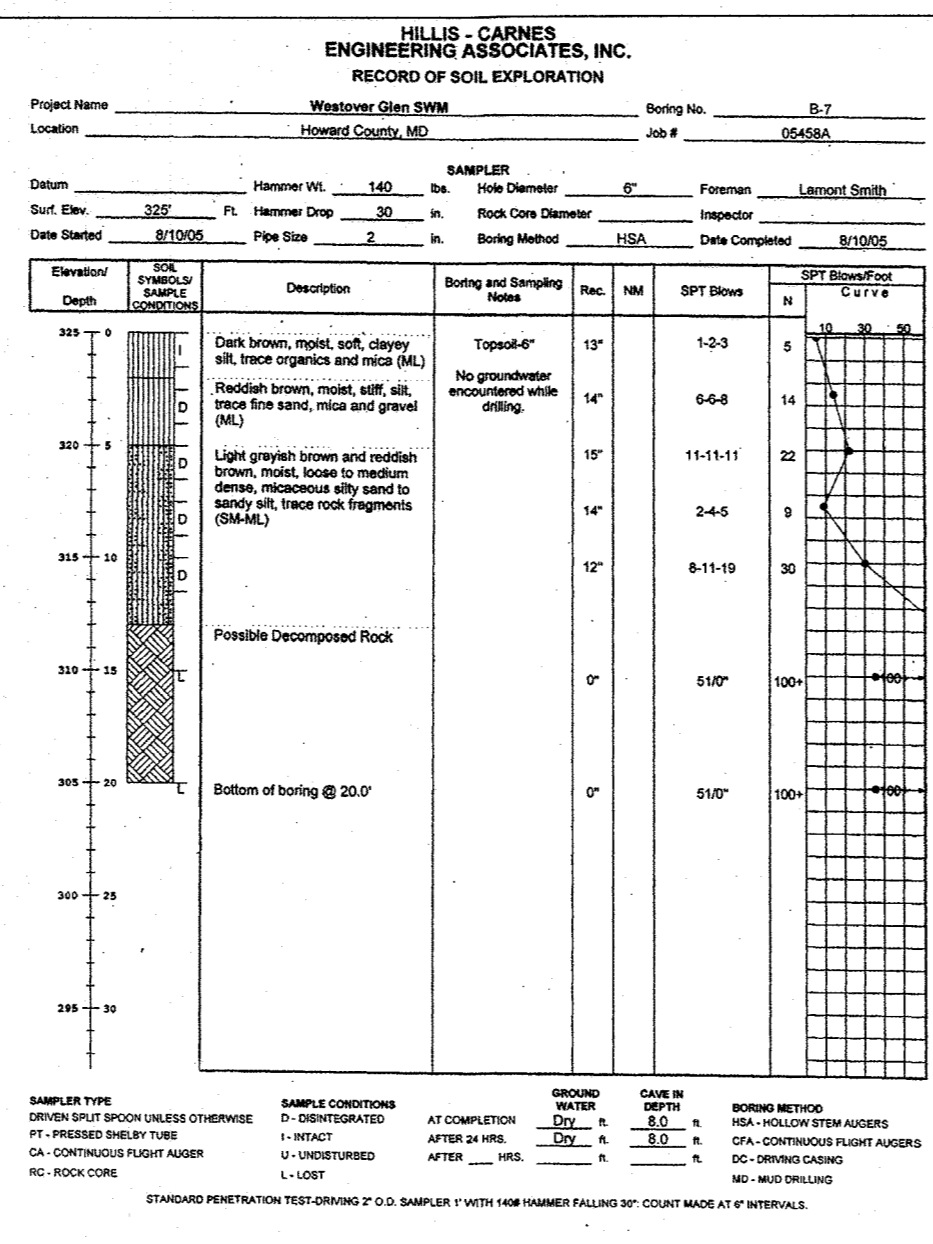 HILLIS - CARNES
ENGINEERING ASSOCIATES, INC.
RECORD OF SOIL EXPLORATION
Project Name Westover Glen SWM Boring No. B-7
Location Howard County, MD Job # 05458A
SAMPLER
Datum Hammer Wt. 140 lbs. Hole Diameter 6" Foreman Lamont Smith
Surf. Elev. 325' Ft. Hammer Drop 30 in. Rock Core Diameter Inspector
Date Started 8/10/05 Pipe Size 2 in. Boring Method HSA Date Completed 8/10/05
Elevation/
Depth
SOIL
SYMBOLS/
SAMPLE
CONDITIONS
Description
Boring and Sampling
Notes
Rec.
NM
SPT Blows
SPT Blows/Foot
N
Curve
10 30 50
325 0
I
Dark brown, moist, soft, clayey
silt, trace organics and mica (ML)
Topsoil-6"
13"
1-2-3
5
No groundwater
encountered while
drilling.
D
Reddish brown, moist, stiff, silt,
trace fine sand, mica and gravel
(ML)
14"
6-6-8
14
320 5
D
Light grayish brown and reddish
brown, moist, loose to medium
dense, micaceous silty sand to
sandy silt, trace rock fragments
(SM-ML)
15"
11-11-11
22
D
14"
2-4-5
9
315 10
D
12"
8-11-19
30
Possible Decomposed Rock
310 15
L
0"
51/0"
100+
100
305 20
L
Bottom of boring @ 20.0'
0"
51/0"
100+
100
300 25
295 30
SAMPLER TYPE
DRIVEN SPLIT SPOON UNLESS OTHERWISE
PT - PRESSED SHELBY TUBE
CA - CONTINUOUS FLIGHT AUGER
RC - ROCK CORE
SAMPLE CONDITIONS
D - DISINTEGRATED
I - INTACT
U - UNDISTURBED
L - LOST
GROUND
WATER
CAVE IN
DEPTH
AT COMPLETION Dry ft. 8.0 ft.
AFTER 24 HRS. Dry ft. 8.0 ft.
AFTER HRS. ft. ft.
BORING METHOD
HSA - HOLLOW STEM AUGERS
CFA - CONTINUOUS FLIGHT AUGERS
DC - DRIVING CASING
MD - MUD DRILLING
STANDARD PENETRATION TEST-DRIVING 2" O.D. SAMPLER 1' WITH 140# HAMMER FALLING 30": COUNT MADE AT 6" INTERVALS.